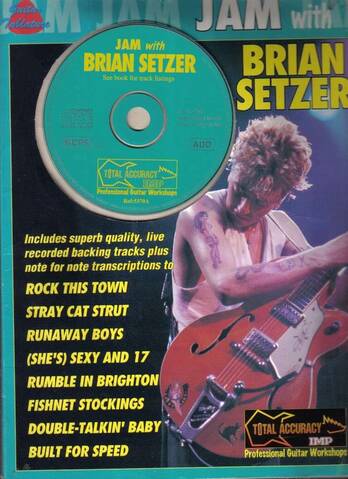 Guitar
Tablature
JAM JAM JAM with
BRIAN
SETZER
JAM with
BRIAN SETZER
See book for track listings
TOTAL ACCURACY
IMP
Professional Guitar Workshops
Includes superb quality, live
recorded backing tracks plus
note for note transcriptions to
ROCK THIS TOWN
STRAY CAT STRUT
RUNAWAY BOYS
(SHE'S) SEXY AND 17
RUMBLE IN BRIGHTON
FISHNET STOCKINGS
DOUBLE-TALKIN' BABY
BUILT FOR SPEED
TOTAL ACCURACY
IMP
Professional Guitar Workshops